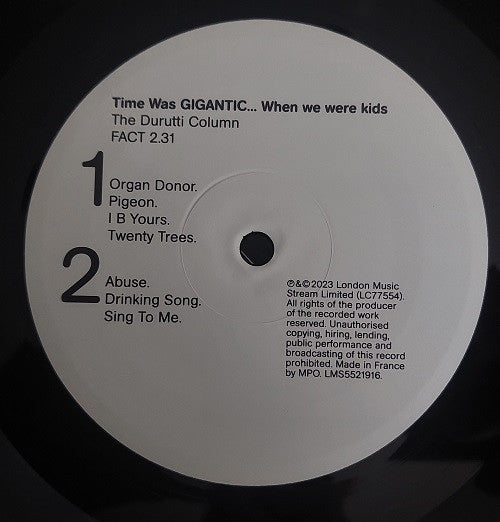 Time Was GIGANTIC... When we were kids
The Durutti Column
FACT 2.31
1
Organ Donor.
Pigeon.
I B Yours.
Twenty Trees.
2
Abuse.
Drinking Song.
Sing To Me.
℗&©2023 London Music
Stream Limited (LC77554).
All rights of the producer
of the recorded work
reserved. Unauthorised
copying, hiring, lending,
public performance and
broadcasting of this record
prohibited. Made in France
by MPO. LMS5521916.